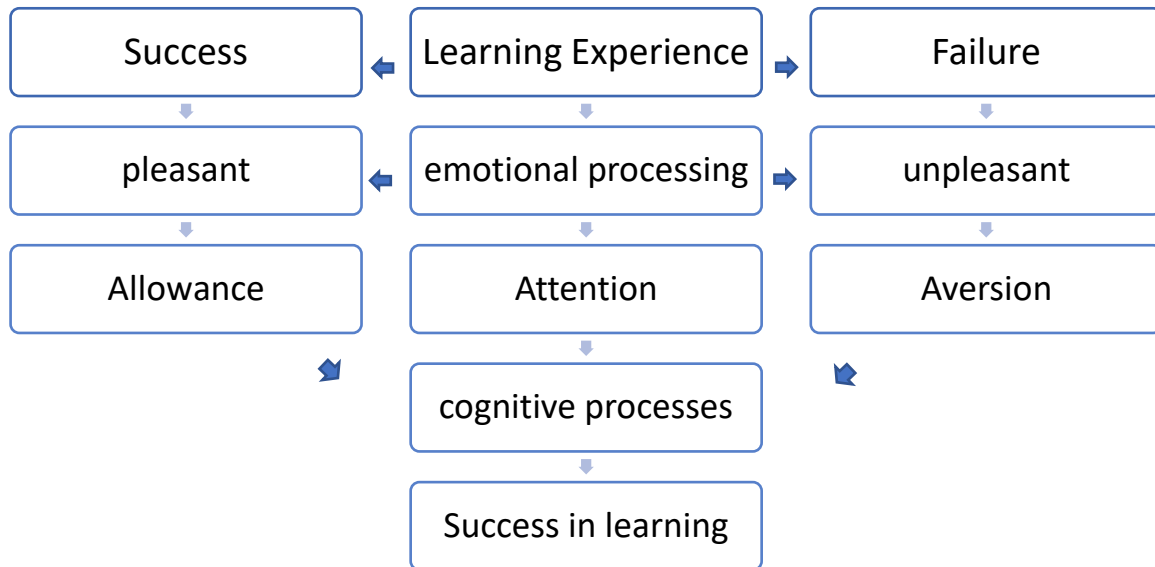 Success
Learning Experience
Failure
pleasant
emotional processing
unpleasant
Allowance
Attention
Aversion
cognitive processes
Success in learning